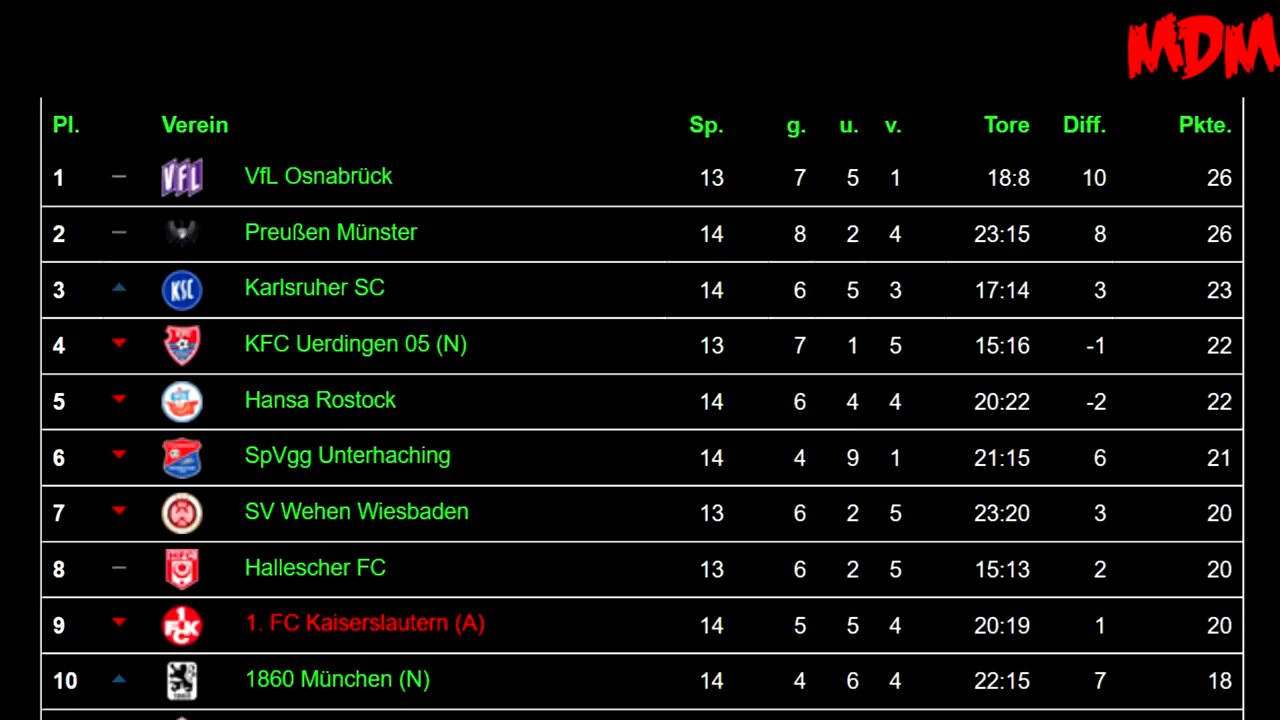 MDM
Pl. Verein Sp. g. u. v. Tore Diff. Pkte.
1 – VFL VfL Osnabrück 13 7 5 1 18:8 10 26
2 – Preußen Münster 14 8 2 4 23:15 8 26
3 KSC Karlsruher SC 14 6 5 3 17:14 3 23
4 KFC KFC Uerdingen 05 (N) 13 7 1 5 15:16 -1 22
5 Hansa Rostock 14 6 4 4 20:22 -2 22
6 SpVgg Unterhaching 14 4 9 1 21:15 6 21
7 SV Wehen Wiesbaden 13 6 2 5 23:20 3 20
8 – HFC Hallescher FC 13 6 2 5 15:13 2 20
9 1.FCK 1. FC Kaiserslautern (A) 14 5 5 4 20:19 1 20
10 1860 München (N) 14 4 6 4 22:15 7 18